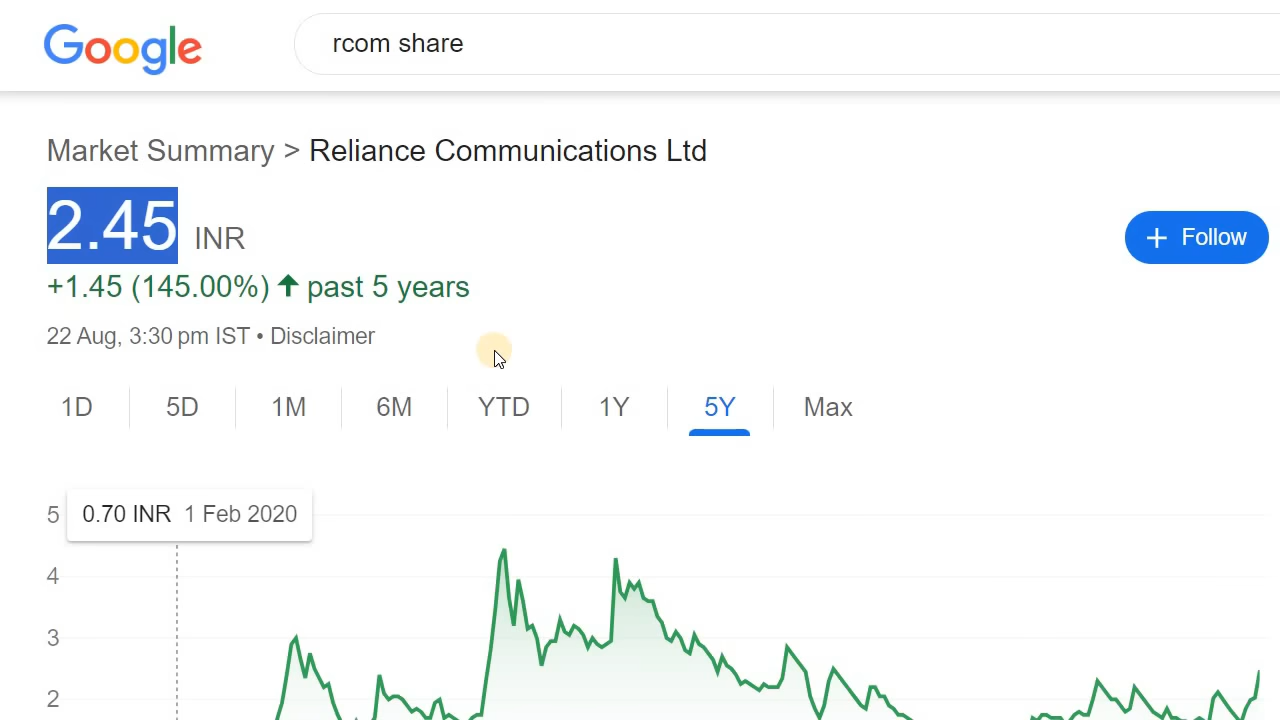 Google
rcom share
Market Summary > Reliance Communications Ltd
2.45 INR
+ Follow
+1.45 (145.00%) ↑ past 5 years
22 Aug, 3:30 pm IST • Disclaimer
1D 5D 1M 6M YTD 1Y 5Y Max
5 0.70 INR 1 Feb 2020
4
3
2